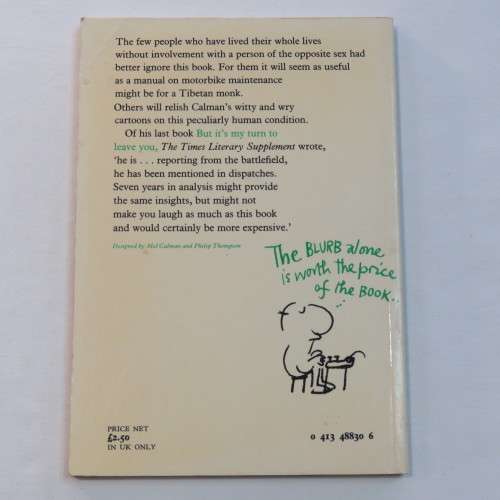 The few people who have lived their whole lives
without involvement with a person of the opposite sex had
better ignore this book. For them it will seem as useful
as a manual on motorbike maintenance
might be for a Tibetan monk.
Others will relish Calman's witty and wry
cartoons on this peculiarly human condition.
Of his last book But it's my turn to
leave you, The Times Literary Supplement wrote,
'he is . . . reporting from the battlefield,
he has been mentioned in dispatches.
Seven years in analysis might provide
the same insights, but might not
make you laugh as much as this book
and would certainly be more expensive.'
Designed by Mel Calman and Philip Thompson
The BLURB alone
is worth the price
of the BOOK..
PRICE NET
£2.50
IN UK ONLY
0 413 48830 6